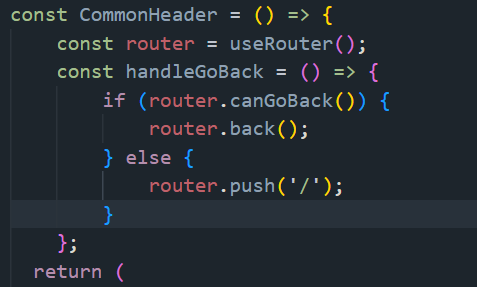 const CommonHeader = () => {
    const router = useRouter();
    const handleGoBack = () => {
        if (router.canGoBack()) {
            router.back();
        } else {
            router.push('/');
        }
    };
  return (